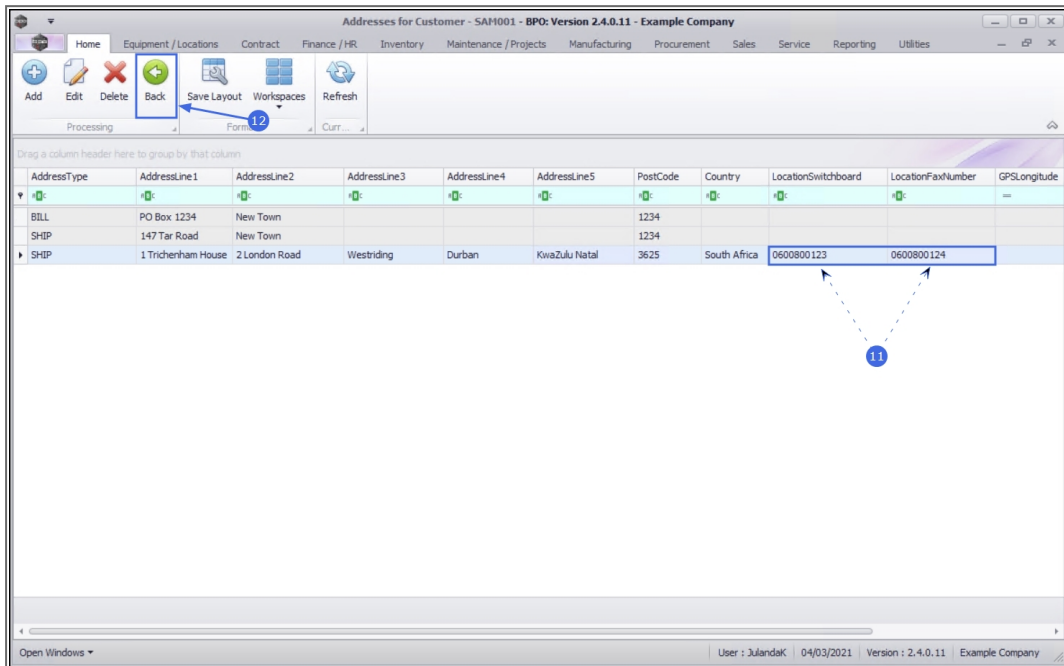 Addresses for Customer - SAM001 - BPO: Version 2.4.0.11 - Example Company
Home Equipment / Locations Contract Finance / HR Inventory Maintenance / Projects Manufacturing Procurement Sales Service Reporting Utilities
Add Edit Delete Back Save Layout Workspaces Refresh
12
Processing Form Curr...
Drag a column header here to group by that column
AddressType AddressLine1 AddressLine2 AddressLine3 AddressLine4 AddressLine5 PostCode Country LocationSwitchboard LocationFaxNumber GPSLongitude
BILL PO Box 1234 New Town 1234
SHIP 147 Tar Road New Town 1234
SHIP 1 Trichenham House 2 London Road Westriding Durban KwaZulu Natal 3625 South Africa 0600800123 0600800124
11
Open Windows User : JulandaK 04/03/2021 Version : 2.4.0.11 Example Company